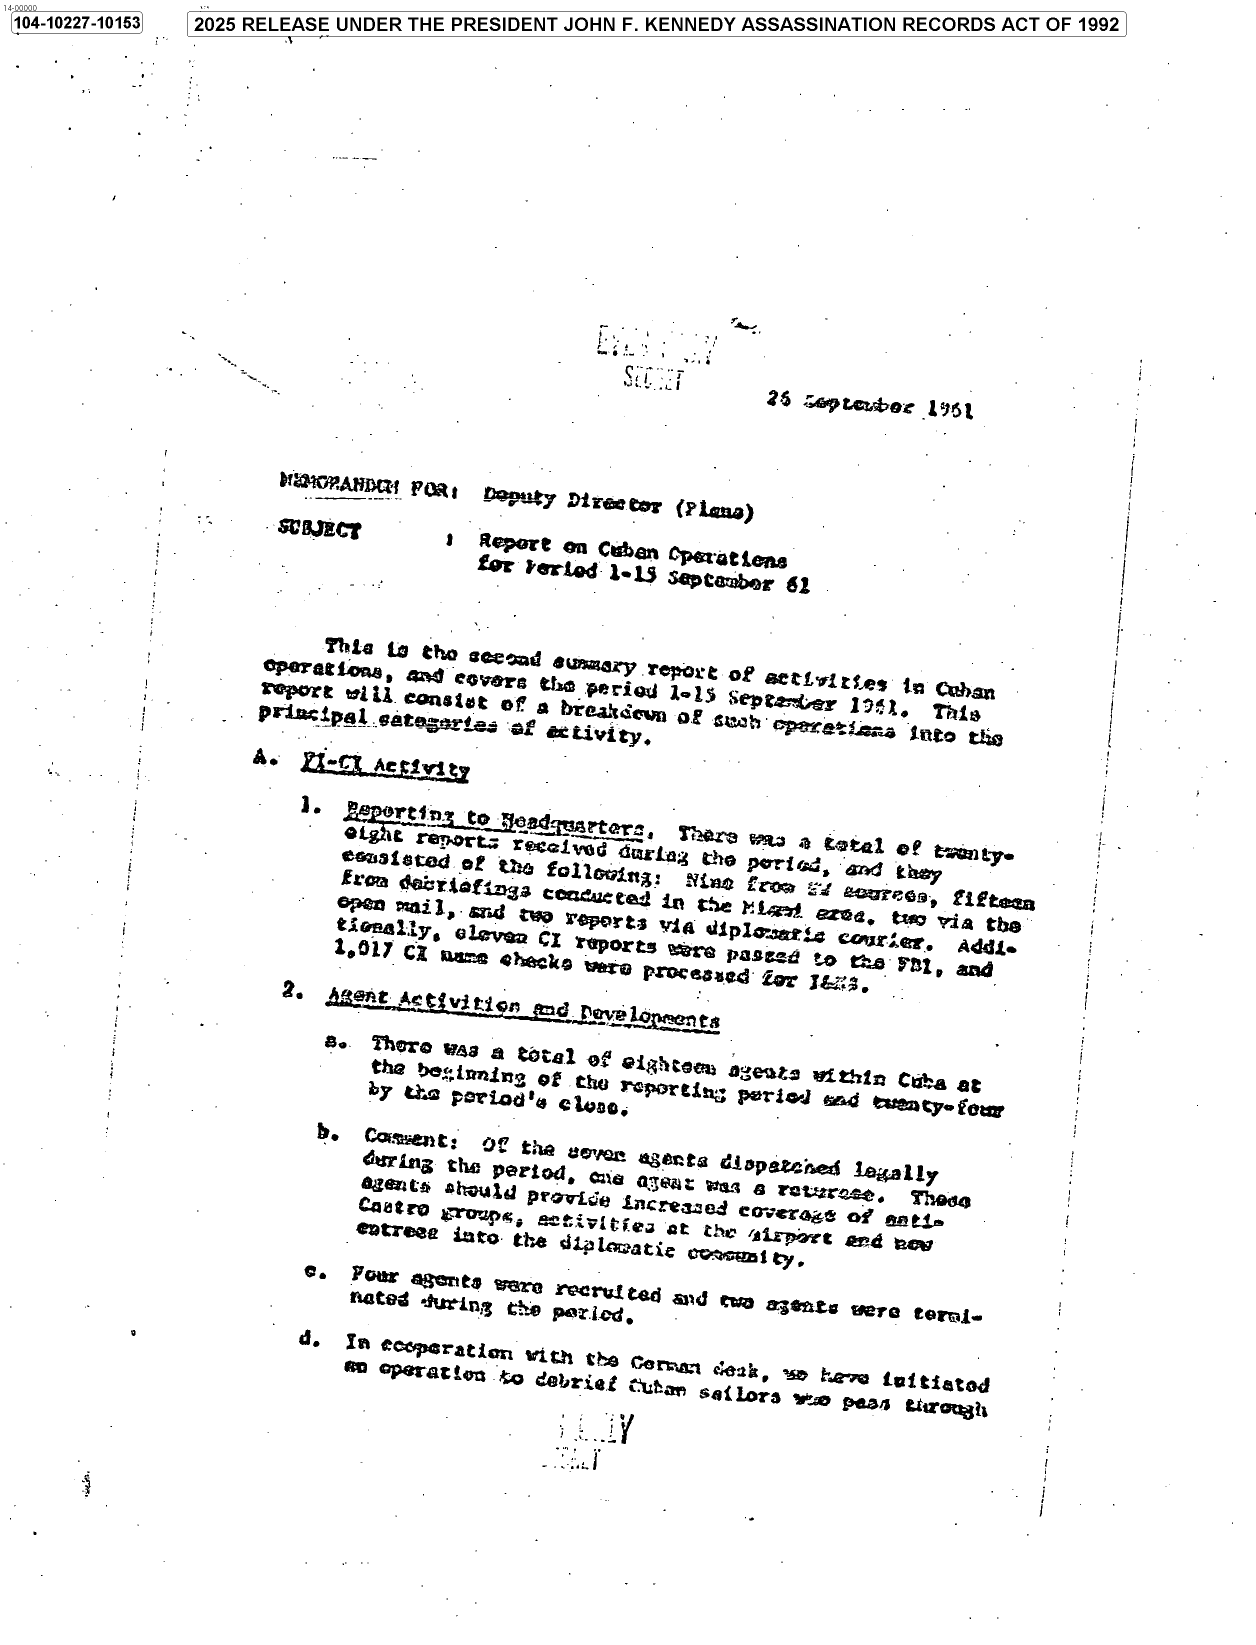 14-00000
104-10227-10153
2025 RELEASE UNDER THE PRESIDENT JOHN F. KENNEDY ASSASSINATION RECORDS ACT OF 1992
SECRET
26 September 1961
MEMORANDUM FOR: Deputy Director (Plans)
SUBJECT : Report on Cuban Operations
for Period 1-15 September 61
This is the second summary report of activities in Cuban
operations, and covers the period 1-15 September 1961. This
report will consist of a breakdown of such operations into the
principal categories of activity.
A. FI-CI Activity
1. Reporting to Headquarters. There was a total of twenty-
eight reports received during the period, and they
consisted of the following: Nine from sources, fifteen
from debriefings conducted in the Miami area, two via the
open mail, and two reports via diplomatic courier. Addi-
tionally, eleven CI reports were passed to the FBI, and
1,017 CI name checks were processed for I&NS.
2. Agent Activition and Developments
a. There was a total of eighteen agents within Cuba at
the beginning of the reporting period and twenty-four
by the period's close.
b. Comment: Of the seven agents dispatched legally
during the period, one agent was a returnee. These
agents should provide increased coverage of anti-
Castro groups, activities at the airport and new
entrees into the diplomatic community.
c. Four agents were recruited and two agents were termi-
nated during the period.
d. In cooperation with the German desk, we have initiated
an operation to debrief Cuban sailors who pass through